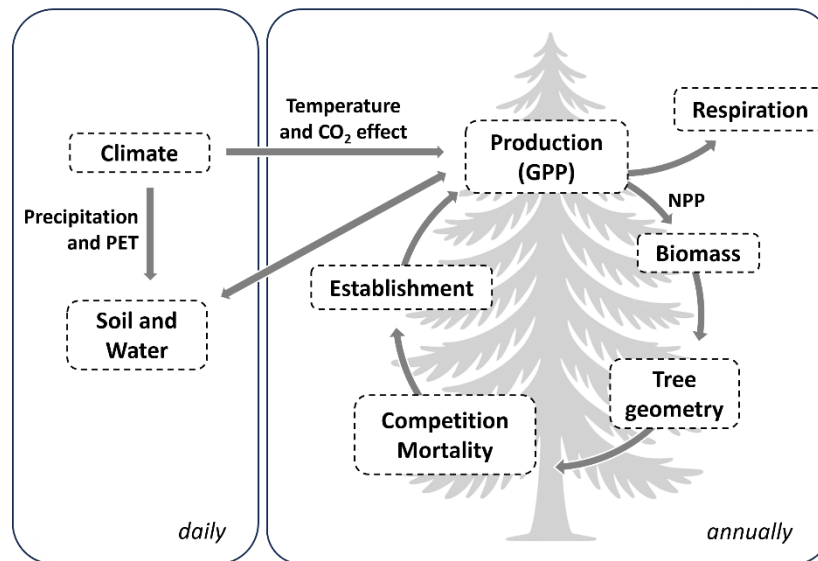 Climate
Precipitation
and PET
Soil and
Water
daily
Temperature
and CO₂ effect
Production
(GPP)
Respiration
NPP
Biomass
Tree
geometry
Competition
Mortality
Establishment
annually